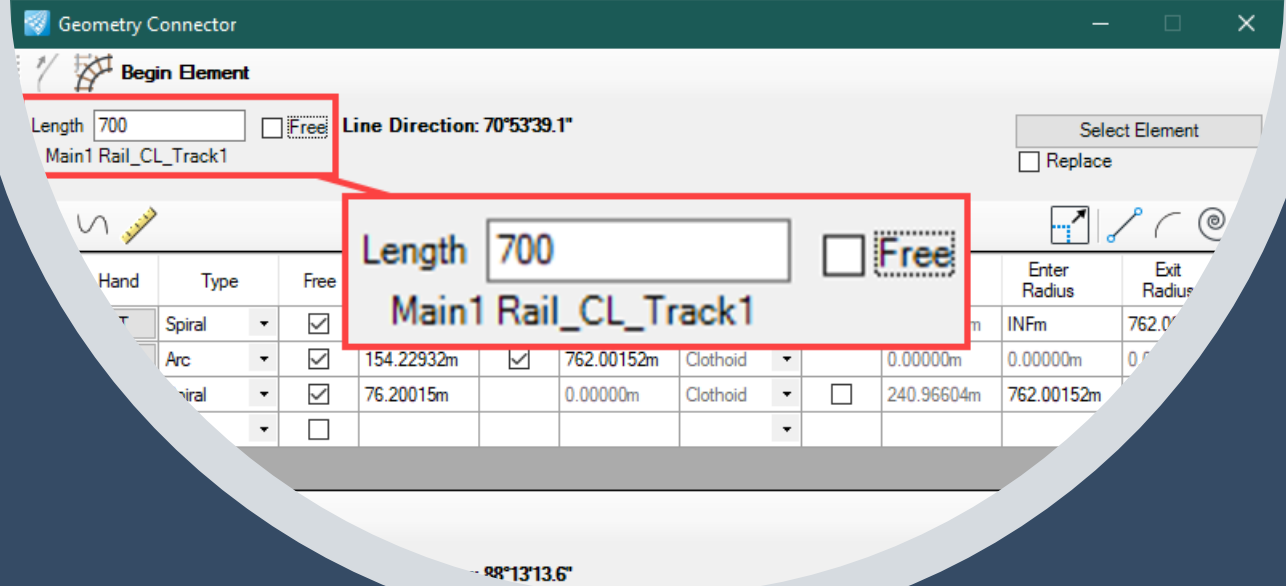 Geometry Connector
Begin Element
Length 700 Free Line Direction: 70°53'39.1" Select Element
Main1 Rail_CL_Track1 Replace
Length 700 Free
Main1 Rail_CL_Track1
Hand Type Free Enter Radius Exit Radius
Spiral m INFm
Arc 154.22932m 762.00152m Clothoid 0.00000m 0.00000m
76.20015m 0.00000m Clothoid 240.96604m 762.00152m
88°13'13.6"